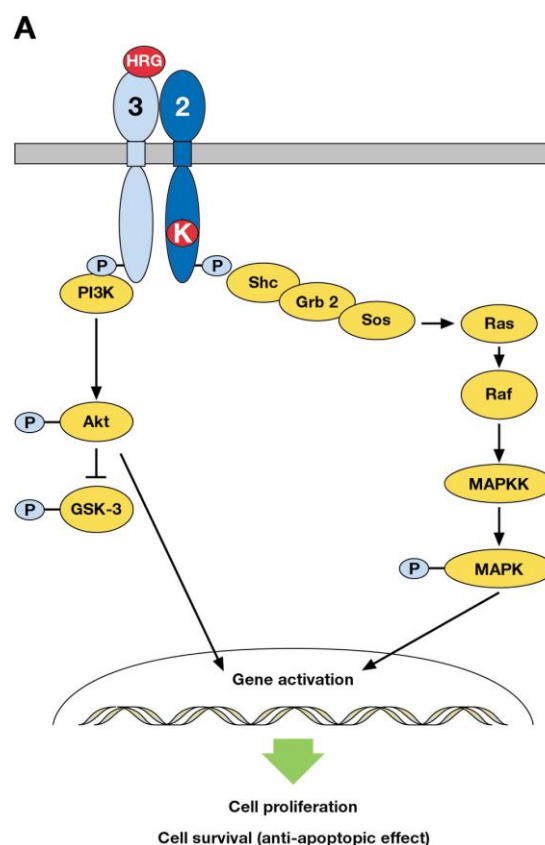 A
HRG
3
2
K
P
P
PI3K
Shc
Grb 2
Sos
Ras
Raf
P
Akt
MAPKK
P
GSK-3
P
MAPK
Gene activation
Cell proliferation
Cell survival (anti-apoptopic effect)